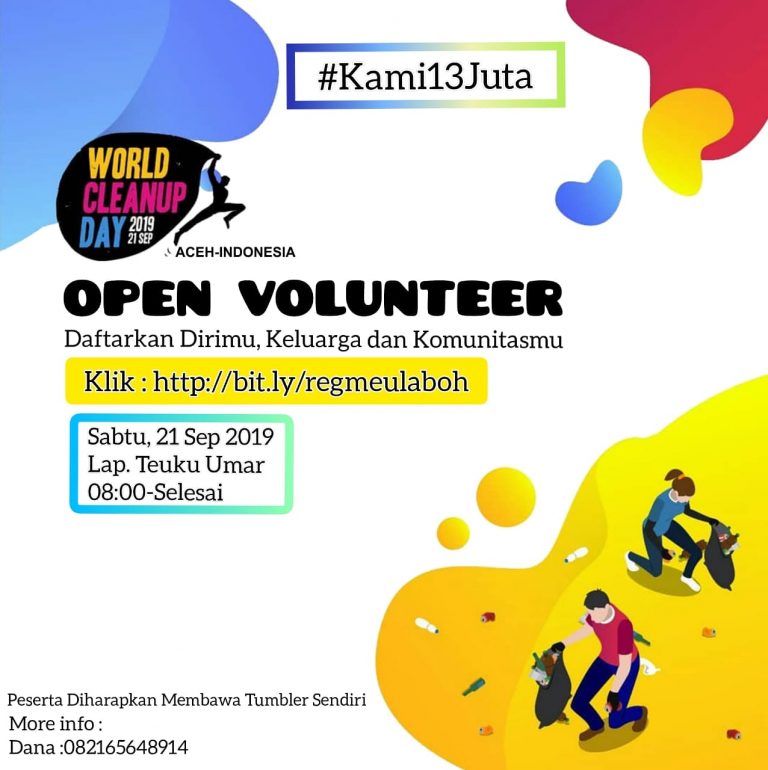 #Kami13Juta
WORLD
CLEANUP
DAY 2019
21 SEP
ACEH-INDONESIA
OPEN VOLUNTEER
Daftarkan Dirimu, Keluarga dan Komunitasmu
Klik : http://bit.ly/regmeulaboh
Sabtu, 21 Sep 2019
Lap. Teuku Umar
08:00-Selesai
Peserta Diharapkan Membawa Tumbler Sendiri
More info :
Dana :082165648914